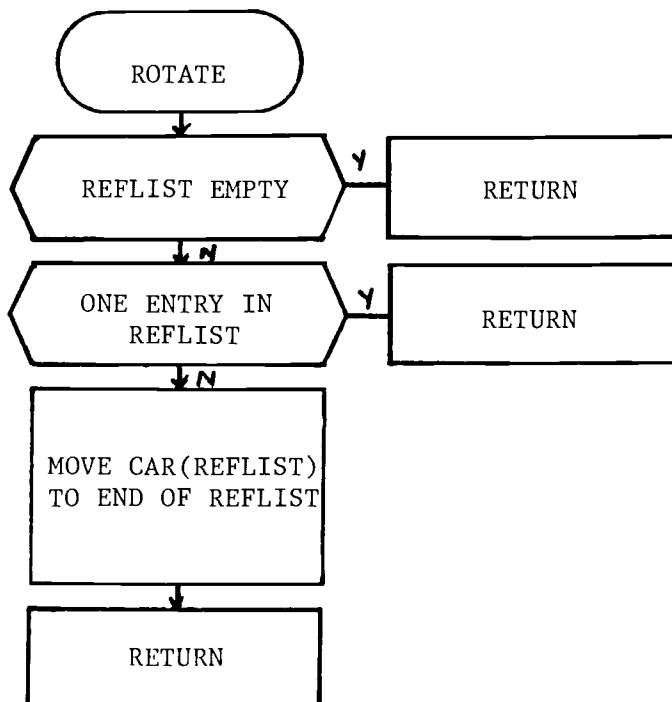 ROTATE
REFLIST EMPTY
Y
RETURN
N
ONE ENTRY IN
REFLIST
Y
RETURN
N
MOVE CAR(REFLIST)
TO END OF REFLIST
RETURN